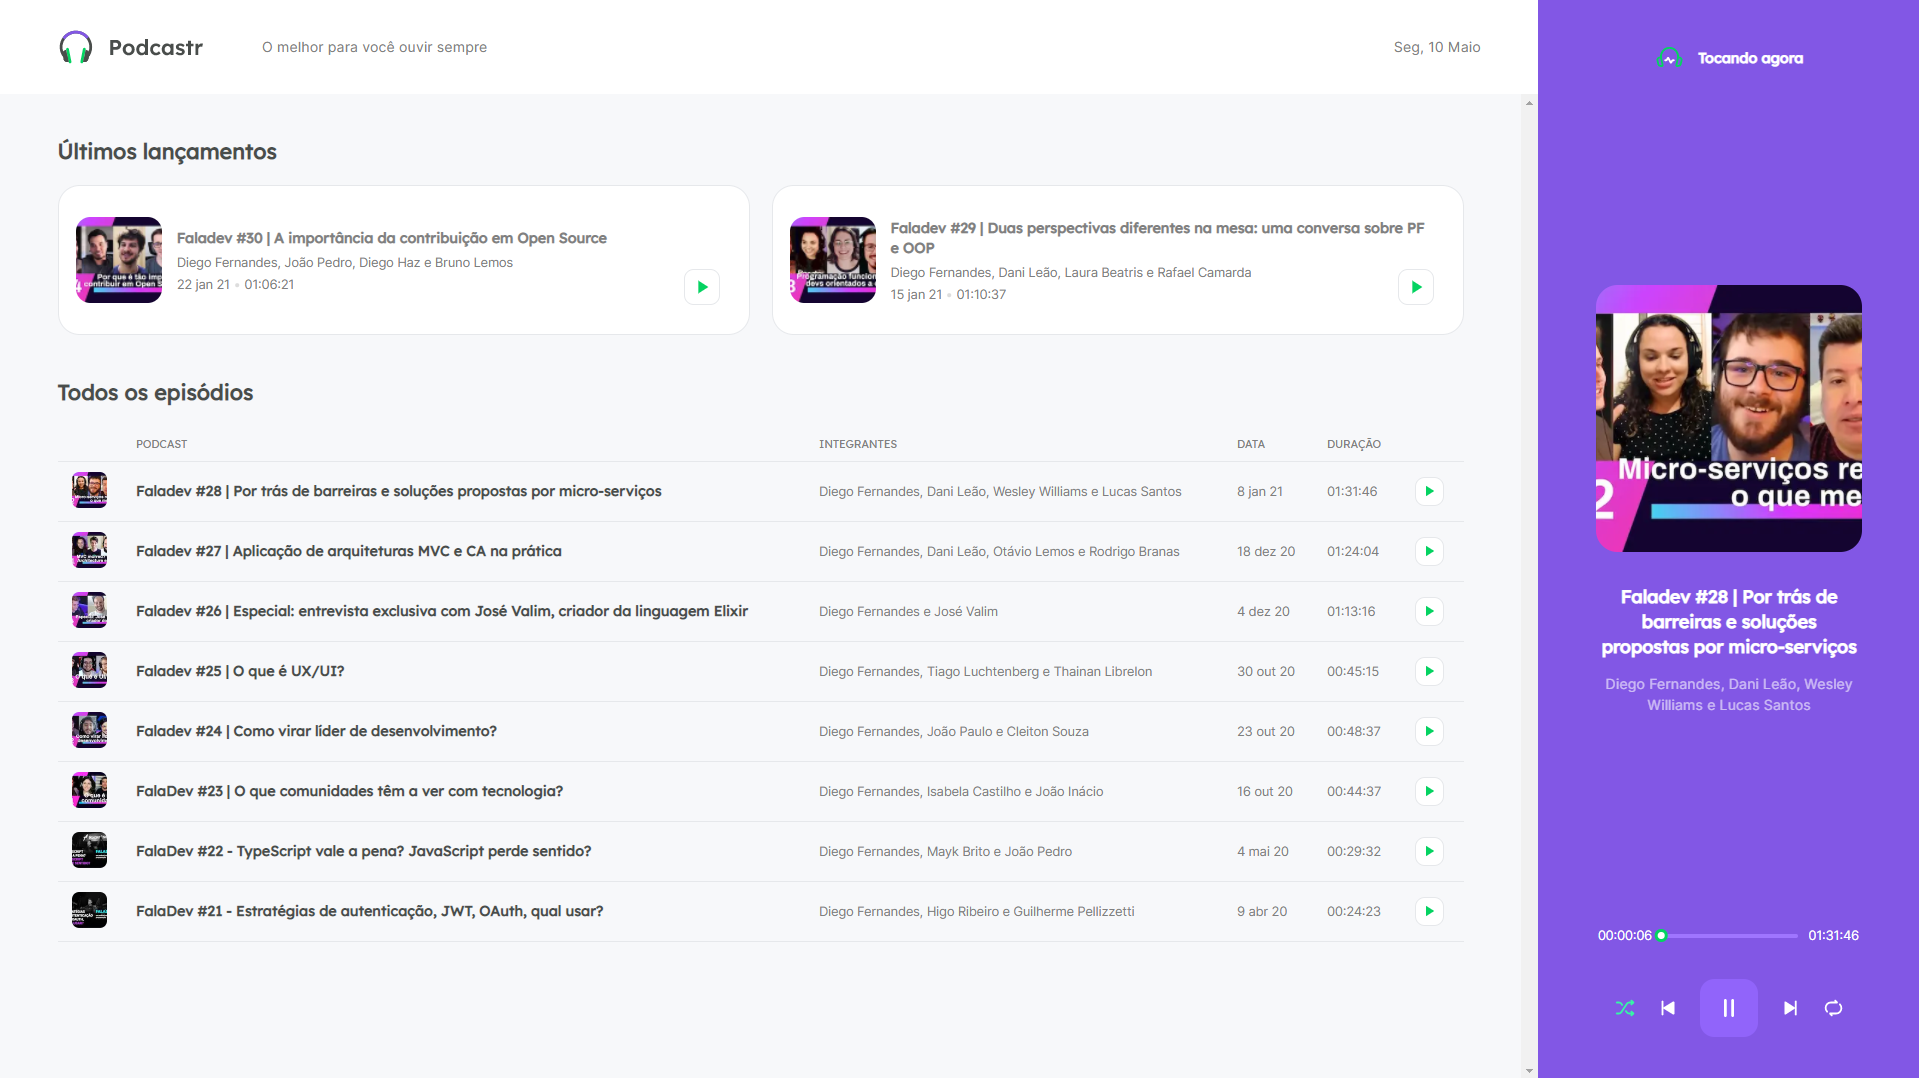 Podcastr
O melhor para você ouvir sempre
Seg, 10 Maio
Últimos lançamentos
Por que é tão imp
contribuir em Open S
Faladev #30 | A importância da contribuição em Open Source
Diego Fernandes, João Pedro, Diego Haz e Bruno Lemos
22 jan 21 • 01:06:21
Programação funcion
devs orientados a
Faladev #29 | Duas perspectivas diferentes na mesa: uma conversa sobre PF
e OOP
Diego Fernandes, Dani Leão, Laura Beatris e Rafael Camarda
15 jan 21 • 01:10:37
Todos os episódios
PODCAST INTEGRANTES DATA DURAÇÃO
Faladev #28 | Por trás de barreiras e soluções propostas por micro-serviços Diego Fernandes, Dani Leão, Wesley Williams e Lucas Santos 8 jan 21 01:31:46
Faladev #27 | Aplicação de arquiteturas MVC e CA na prática Diego Fernandes, Dani Leão, Otávio Lemos e Rodrigo Branas 18 dez 20 01:24:04
Faladev #26 | Especial: entrevista exclusiva com José Valim, criador da linguagem Elixir Diego Fernandes e José Valim 4 dez 20 01:13:16
Faladev #25 | O que é UX/UI? Diego Fernandes, Tiago Luchtenberg e Thainan Librelon 30 out 20 00:45:15
Faladev #24 | Como virar líder de desenvolvimento? Diego Fernandes, João Paulo e Cleiton Souza 23 out 20 00:48:37
FalaDev #23 | O que comunidades têm a ver com tecnologia? Diego Fernandes, Isabela Castilho e João Inácio 16 out 20 00:44:37
FalaDev #22 - TypeScript vale a pena? JavaScript perde sentido? Diego Fernandes, Mayk Brito e João Pedro 4 mai 20 00:29:32
FalaDev #21 - Estratégias de autenticação, JWT, OAuth, qual usar? Diego Fernandes, Higo Ribeiro e Guilherme Pellizzetti 9 abr 20 00:24:23
Tocando agora
Micro-serviços re
2 o que me
Faladev #28 | Por trás de
barreiras e soluções
propostas por micro-serviços
Diego Fernandes, Dani Leão, Wesley
Williams e Lucas Santos
00:00:06 01:31:46